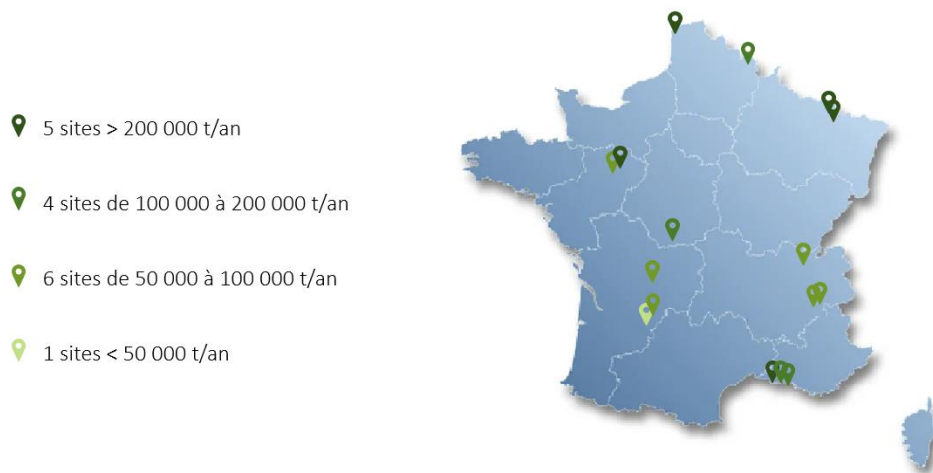 5 sites > 200 000 t/an
4 sites de 100 000 à 200 000 t/an
6 sites de 50 000 à 100 000 t/an
1 sites < 50 000 t/an